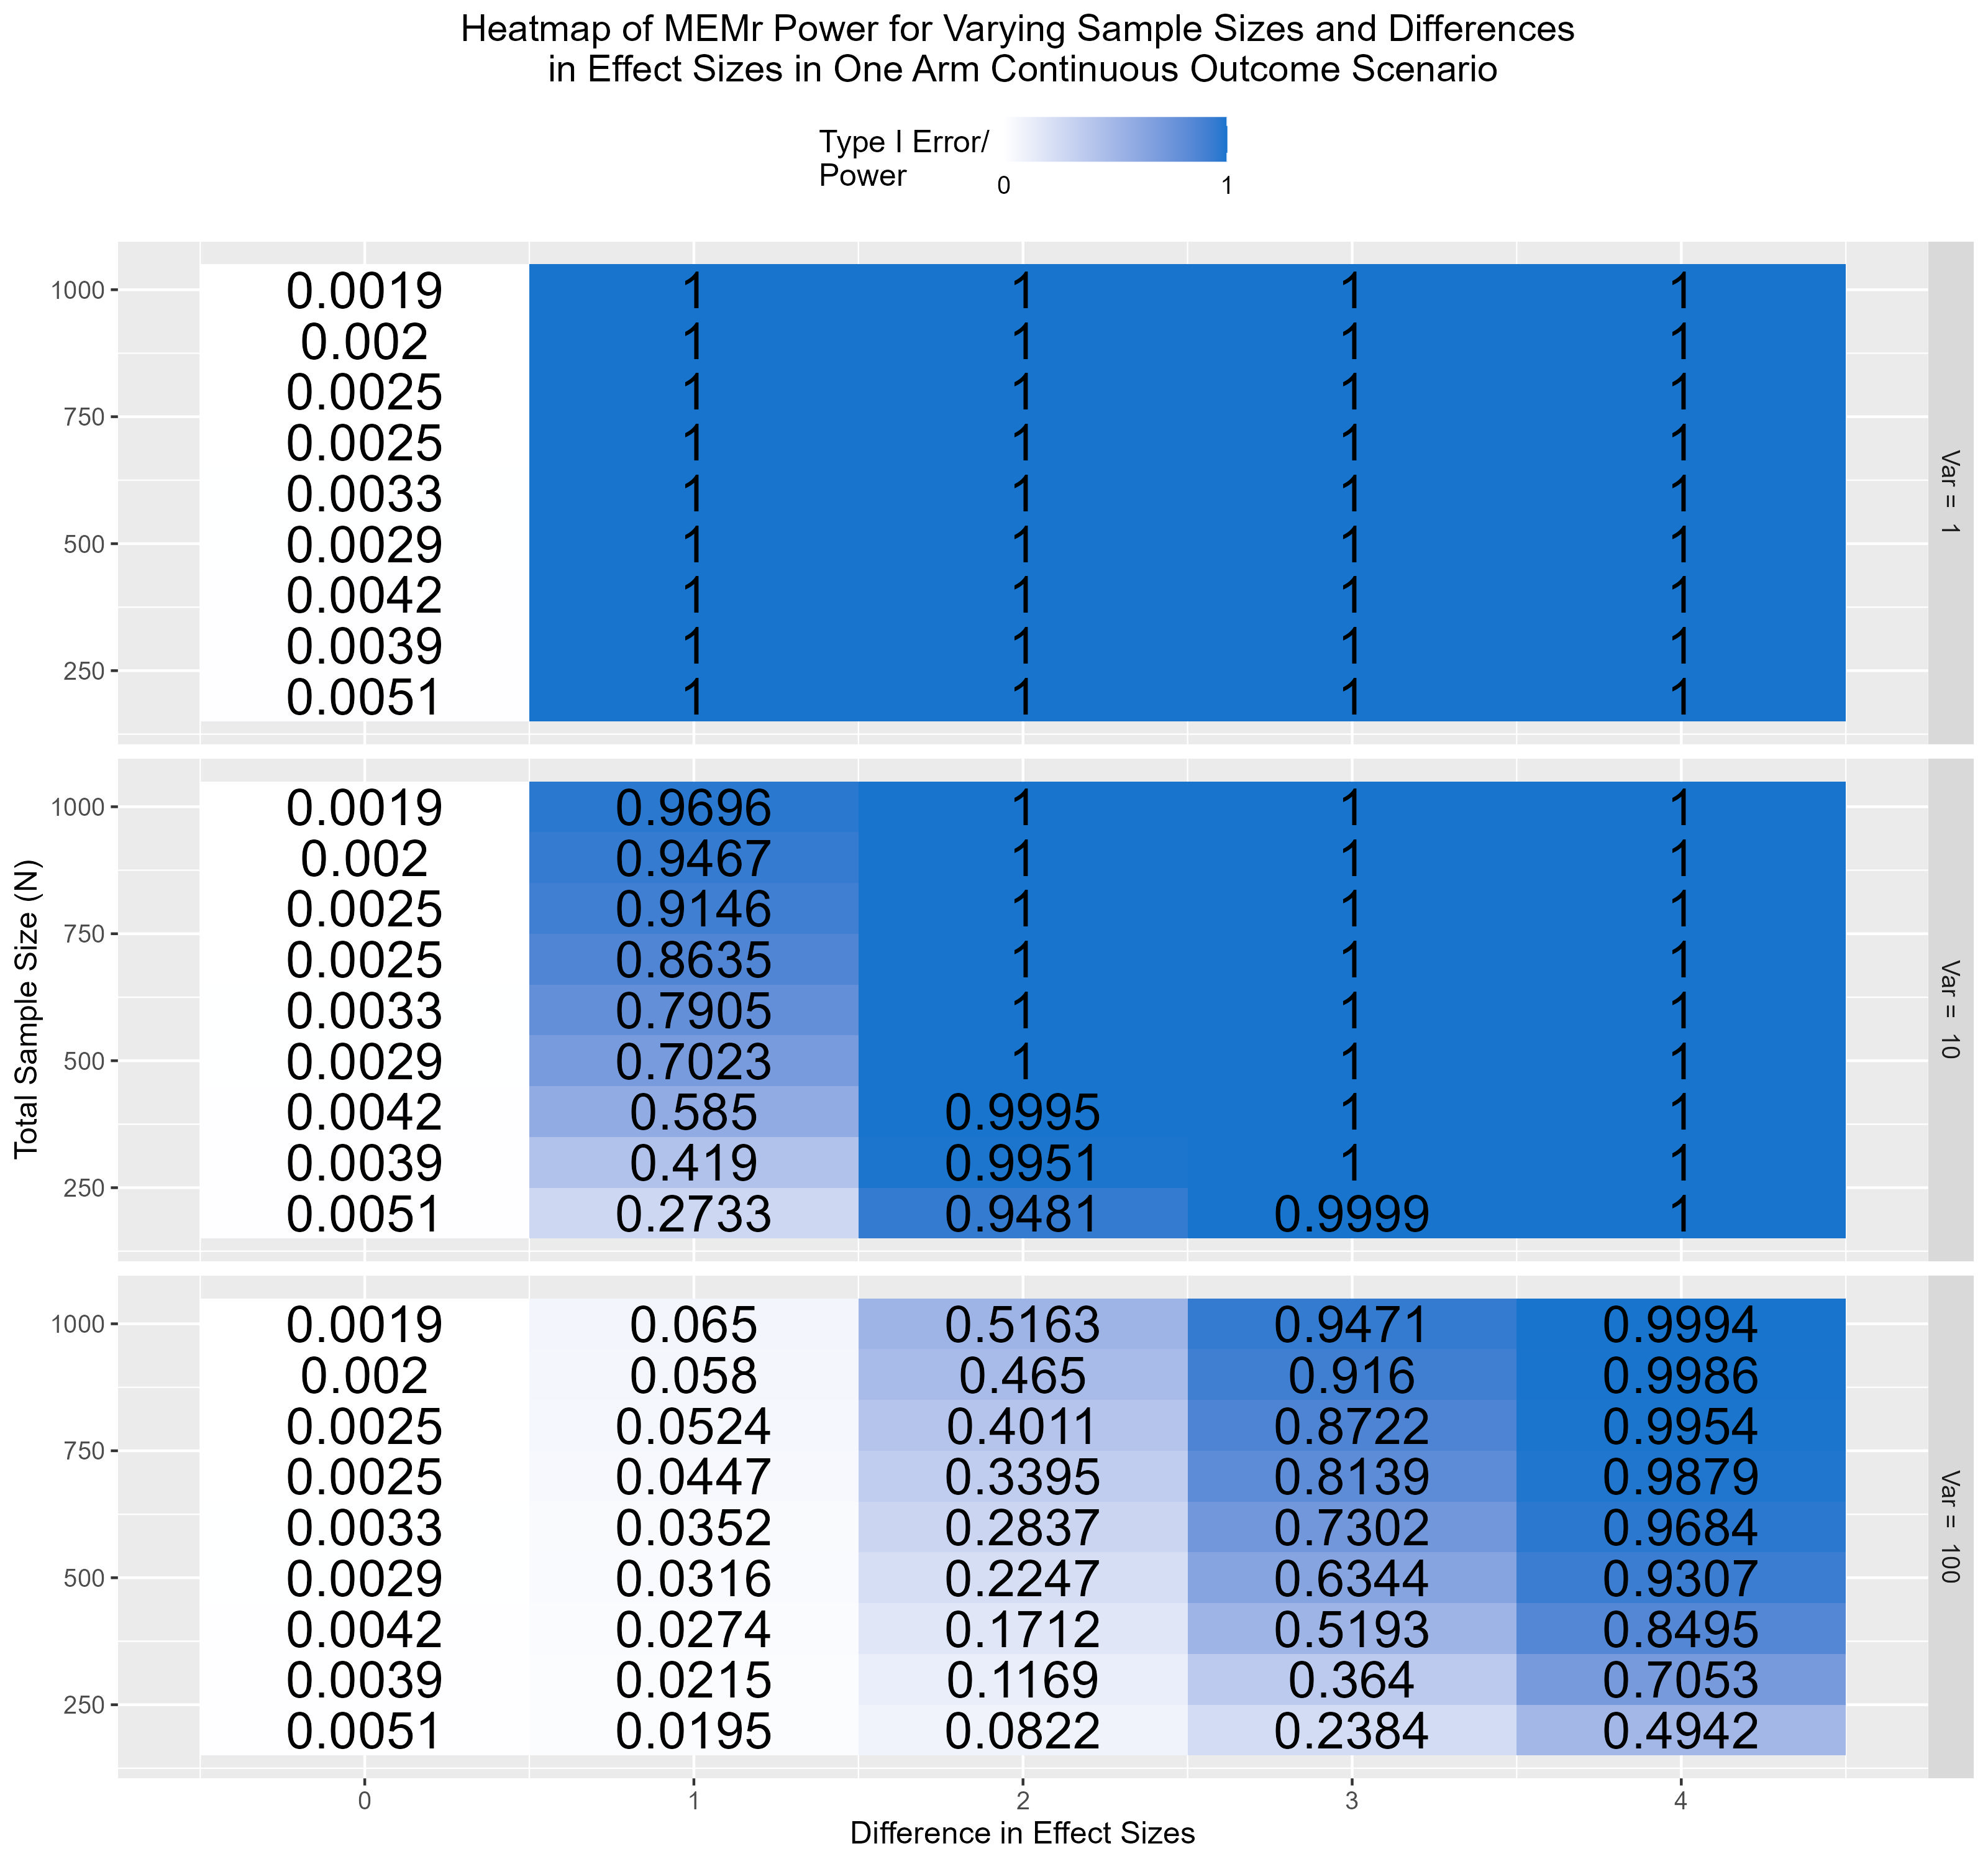 Heatmap of MEMr Power for Varying Sample Sizes and Differences
in Effect Sizes in One Arm Continuous Outcome Scenario
Type I Error/
Power
0 1
1000 0.0019 1 1 1 1
0.002 1 1 1 1
0.0025 1 1 1 1
750
0.0025 1 1 1 1
0.0033 1 1 1 1
500 0.0029 1 1 1 1
0.0042 1 1 1 1
0.0039 1 1 1 1
250
0.0051 1 1 1 1
Var = 1
1000 0.0019 0.9696 1 1 1
0.002 0.9467 1 1 1
0.0025 0.9146 1 1 1
750
0.0025 0.8635 1 1 1
0.0033 0.7905 1 1 1
500 0.0029 0.7023 1 1 1
0.0042 0.585 0.9995 1 1
0.0039 0.419 0.9951 1 1
250
0.0051 0.2733 0.9481 0.9999 1
Var = 10
1000 0.0019 0.065 0.5163 0.9471 0.9994
0.002 0.058 0.465 0.916 0.9986
0.0025 0.0524 0.4011 0.8722 0.9954
750
0.0025 0.0447 0.3395 0.8139 0.9879
0.0033 0.0352 0.2837 0.7302 0.9684
500 0.0029 0.0316 0.2247 0.6344 0.9307
0.0042 0.0274 0.1712 0.5193 0.8495
0.0039 0.0215 0.1169 0.364 0.7053
250
0.0051 0.0195 0.0822 0.2384 0.4942
Var = 100
0 1 2 3 4
Difference in Effect Sizes
Total Sample Size (N)